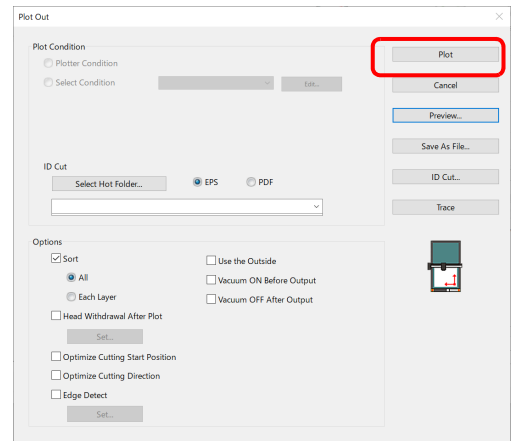 Plot Out
Plot Condition
Plotter Condition
Select Condition
Edit...
ID Cut
Select Hot Folder...
EPS
PDF
Plot
Cancel
Preview...
Save As File...
ID Cut...
Trace
Options
Sort
All
Each Layer
Head Withdrawal After Plot
Set...
Optimize Cutting Start Position
Optimize Cutting Direction
Edge Detect
Set...
Use the Outside
Vacuum ON Before Output
Vacuum OFF After Output